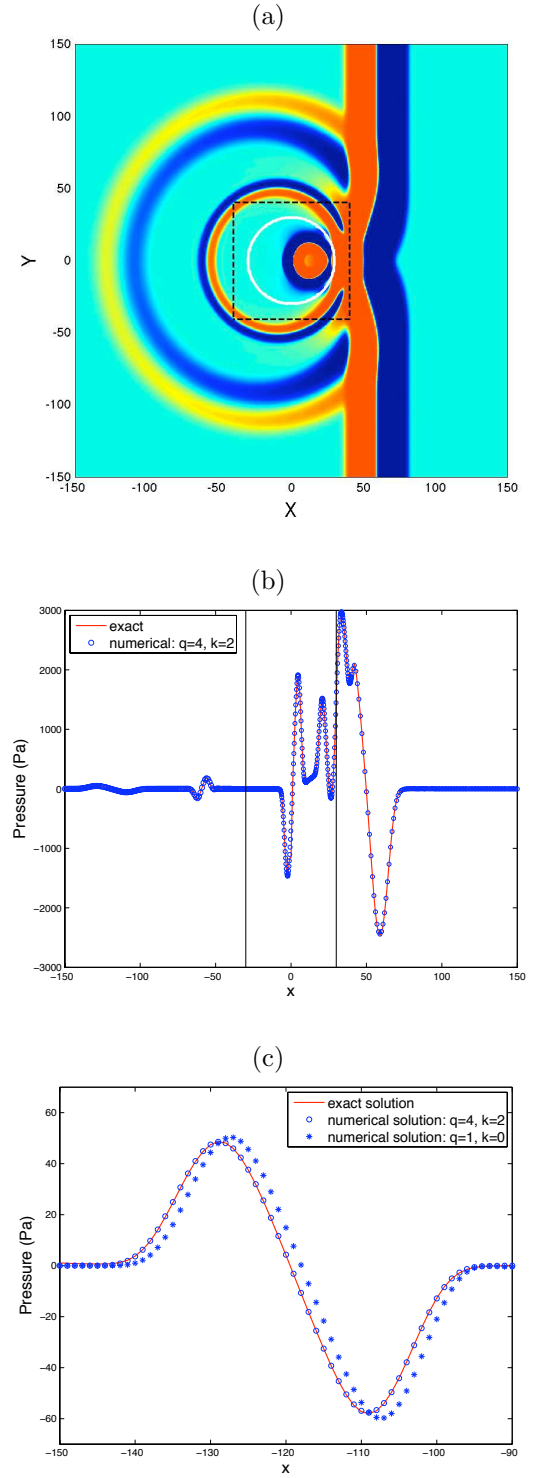 (a)
150
100
50
0
-50
-100
-150
Y
-150 -100 -50 0 50 100 150
X
(b)
3000
2000
1000
0
−1000
−2000
−3000
Pressure (Pa)
exact
numerical: q=4, k=2
−150 −100 −50 0 50 100 150
x
(c)
60
40
20
0
−20
−40
−60
Pressure (Pa)
exact solution
numerical solution: q=4, k=2
numerical solution: q=1, k=0
−150 −140 −130 −120 −110 −100 −90
x